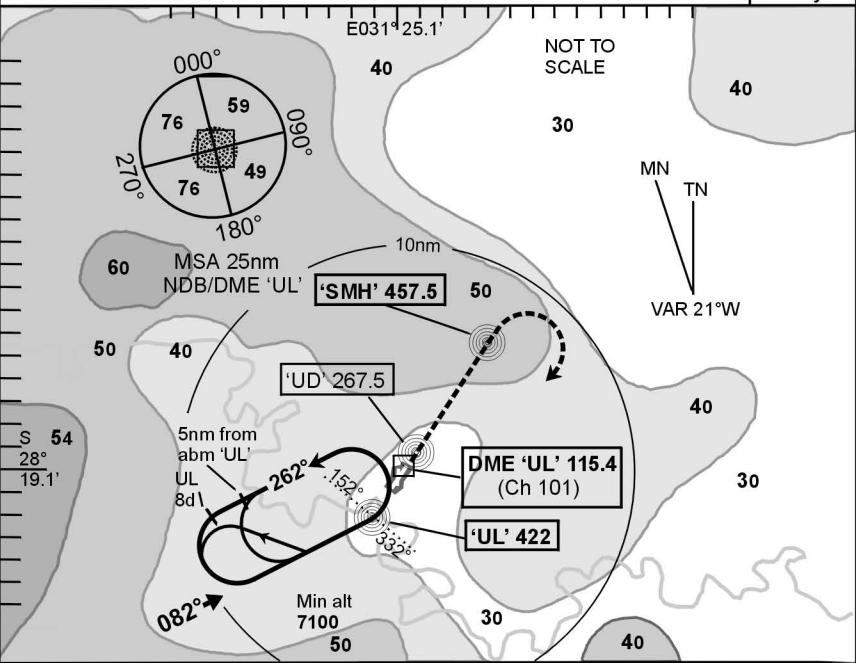 E031° 25.1'
NOT TO
SCALE
40
40
30
000°
090°
180°
270°
76
59
76
49
MN
TN
VAR 21°W
10nm
60
MSA 25nm
NDB/DME ‘UL’
‘SMH’ 457.5
50
50
40
‘UD’ 267.5
40
S
28°
19.1'
54
5nm from
abm ‘UL’
UL
8d
262°
152°
332°
DME ‘UL’ 115.4
(Ch 101)
30
‘UL’ 422
082°
Min alt
7100
50
30
40